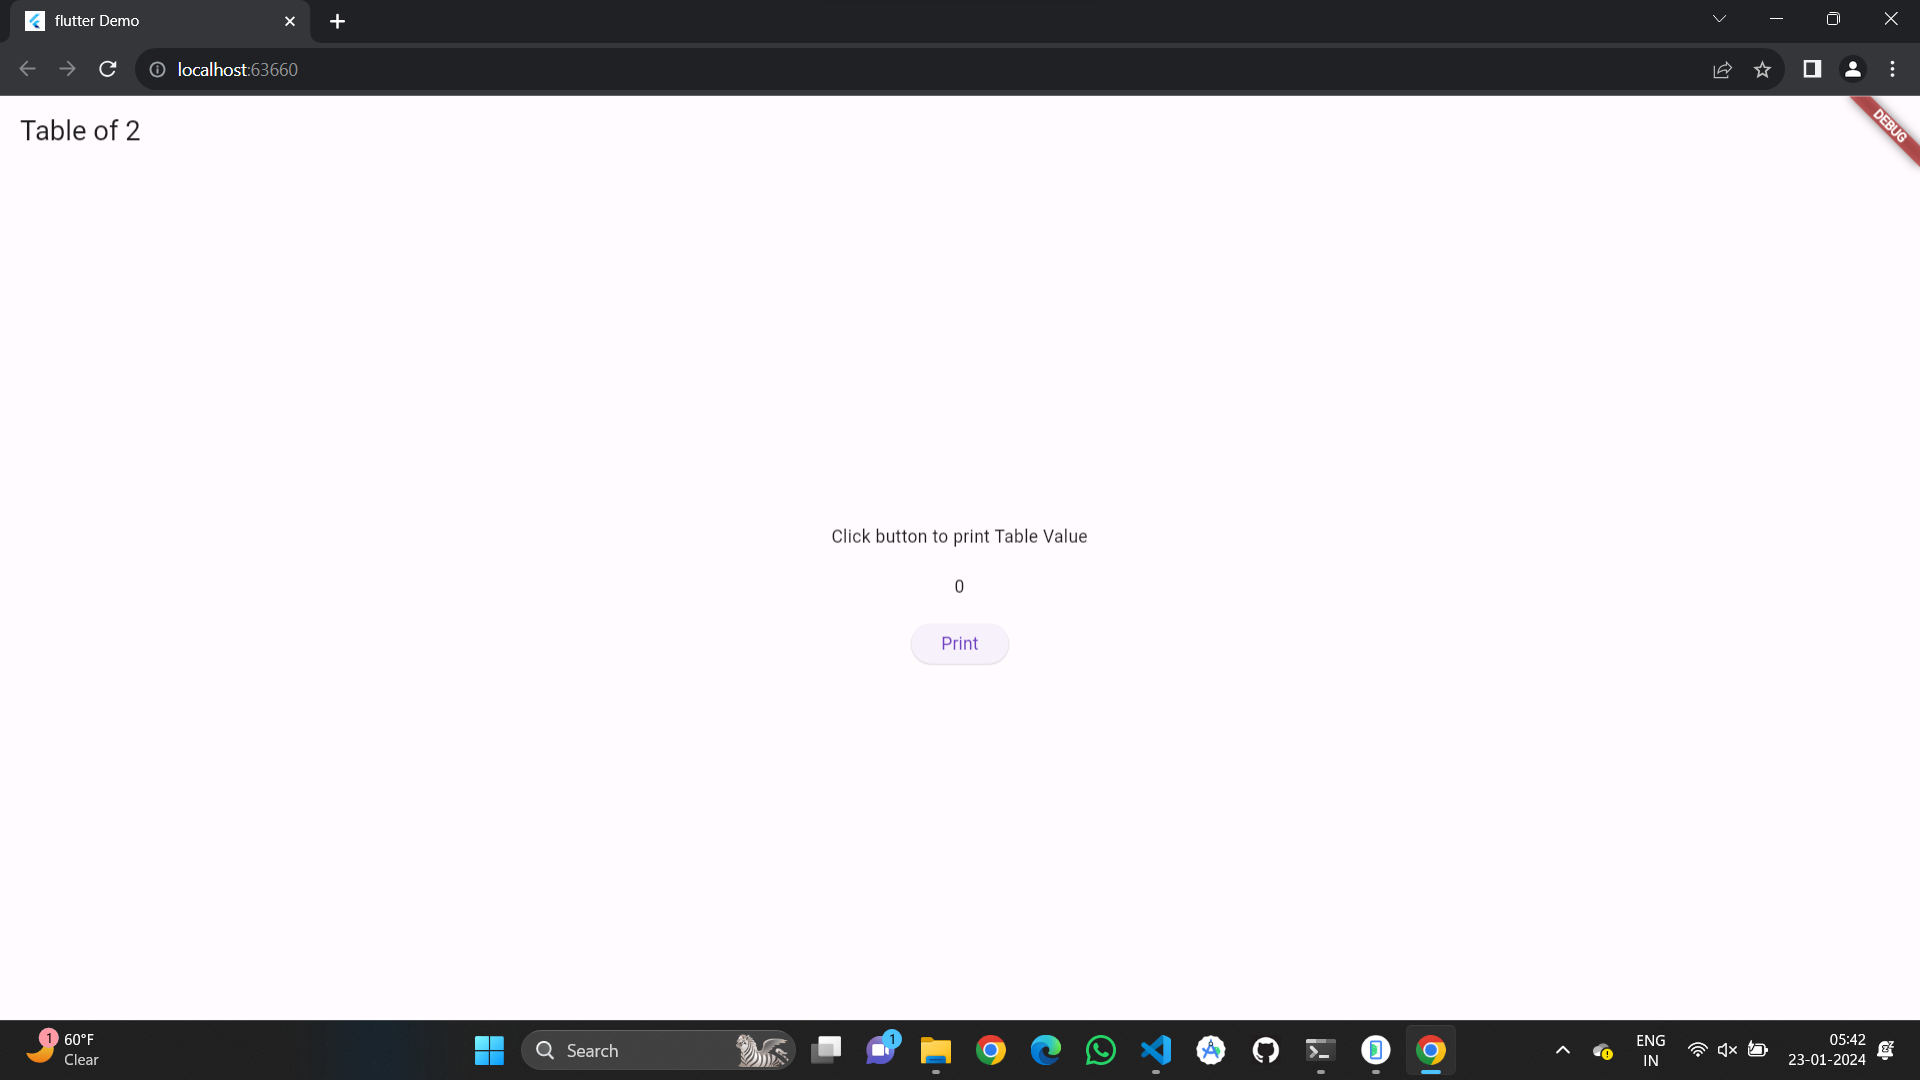 flutter Demo
localhost:63660
Table of 2
DEBUG
Click button to print Table Value
0
Print
1
60°F
Clear
Search
1
ENG
IN
05:42
23-01-2024